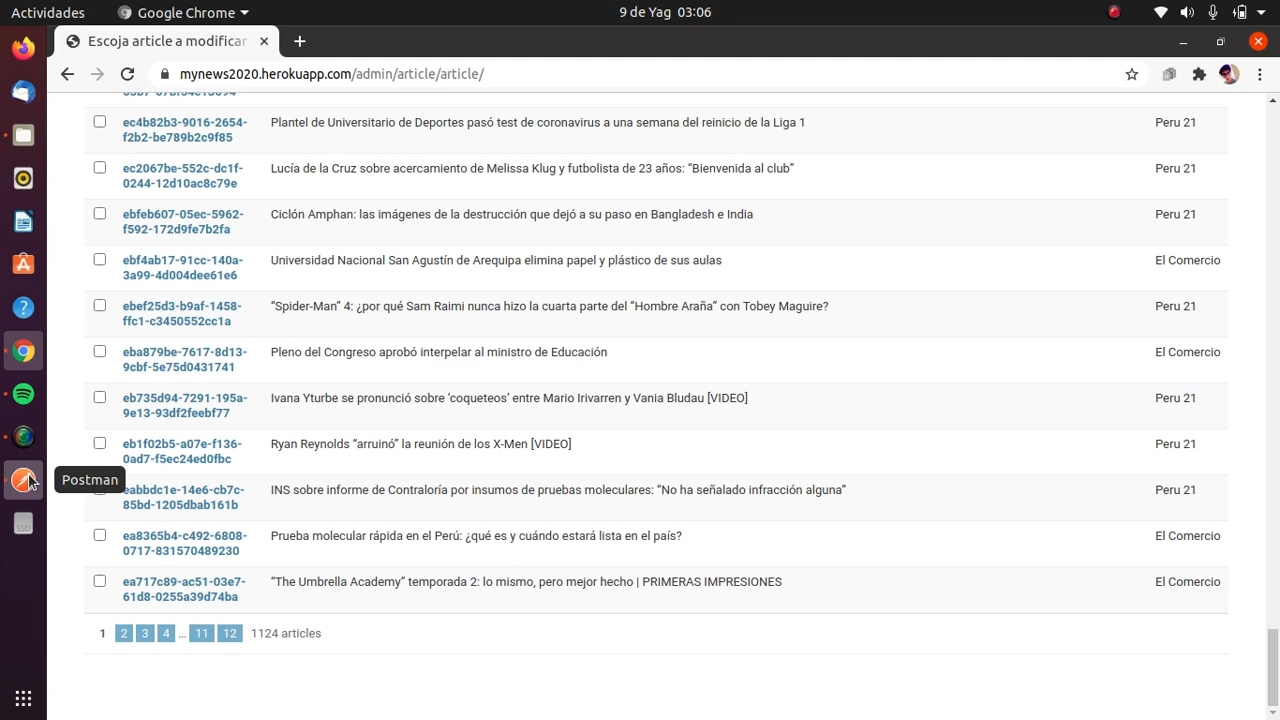 Actividades
Google Chrome
9 de Yag 03:06
Escoja article a modificar
mynews2020.herokuapp.com/admin/article/article/
ec4b82b3-9016-2654-
f2b2-be789b2c9f85
Plantel de Universitario de Deportes pasó test de coronavirus a una semana del reinicio de la Liga 1
Peru 21
ec2067be-552c-dc1f-
0244-12d10ac8c79e
Lucía de la Cruz sobre acercamiento de Melissa Klug y futbolista de 23 años: “Bienvenida al club”
Peru 21
ebfeb607-05ec-5962-
f592-172d9fe7b2fa
Ciclón Amphan: las imágenes de la destrucción que dejó a su paso en Bangladesh e India
Peru 21
ebf4ab17-91cc-140a-
3a99-4d004dee61e6
Universidad Nacional San Agustín de Arequipa elimina papel y plástico de sus aulas
El Comercio
ebef25d3-b9af-1458-
ffc1-c3450552cc1a
“Spider-Man” 4: ¿por qué Sam Raimi nunca hizo la cuarta parte del “Hombre Araña” con Tobey Maguire?
Peru 21
eba879be-7617-8d13-
9cbf-5e75d0431741
Pleno del Congreso aprobó interpelar al ministro de Educación
El Comercio
eb735d94-7291-195a-
9e13-93df2feebf77
Ivana Yturbe se pronunció sobre ‘coqueteos’ entre Mario Irivarren y Vania Bludau [VIDEO]
Peru 21
eb1f02b5-a07e-f136-
0ad7-f5ec24ed0fbc
Ryan Reynolds “arruinó” la reunión de los X-Men [VIDEO]
Peru 21
Postman
eabbdc1e-14e6-cb7c-
85bd-1205dbab161b
INS sobre informe de Contraloría por insumos de pruebas moleculares: “No ha señalado infracción alguna”
Peru 21
ea8365b4-c492-6808-
0717-831570489230
Prueba molecular rápida en el Perú: ¿qué es y cuándo estará lista en el país?
El Comercio
ea717c89-ac51-03e7-
61d8-0255a39d74ba
“The Umbrella Academy” temporada 2: lo mismo, pero mejor hecho | PRIMERAS IMPRESIONES
El Comercio
1 2 3 4 ... 11 12 1124 articles
SSD